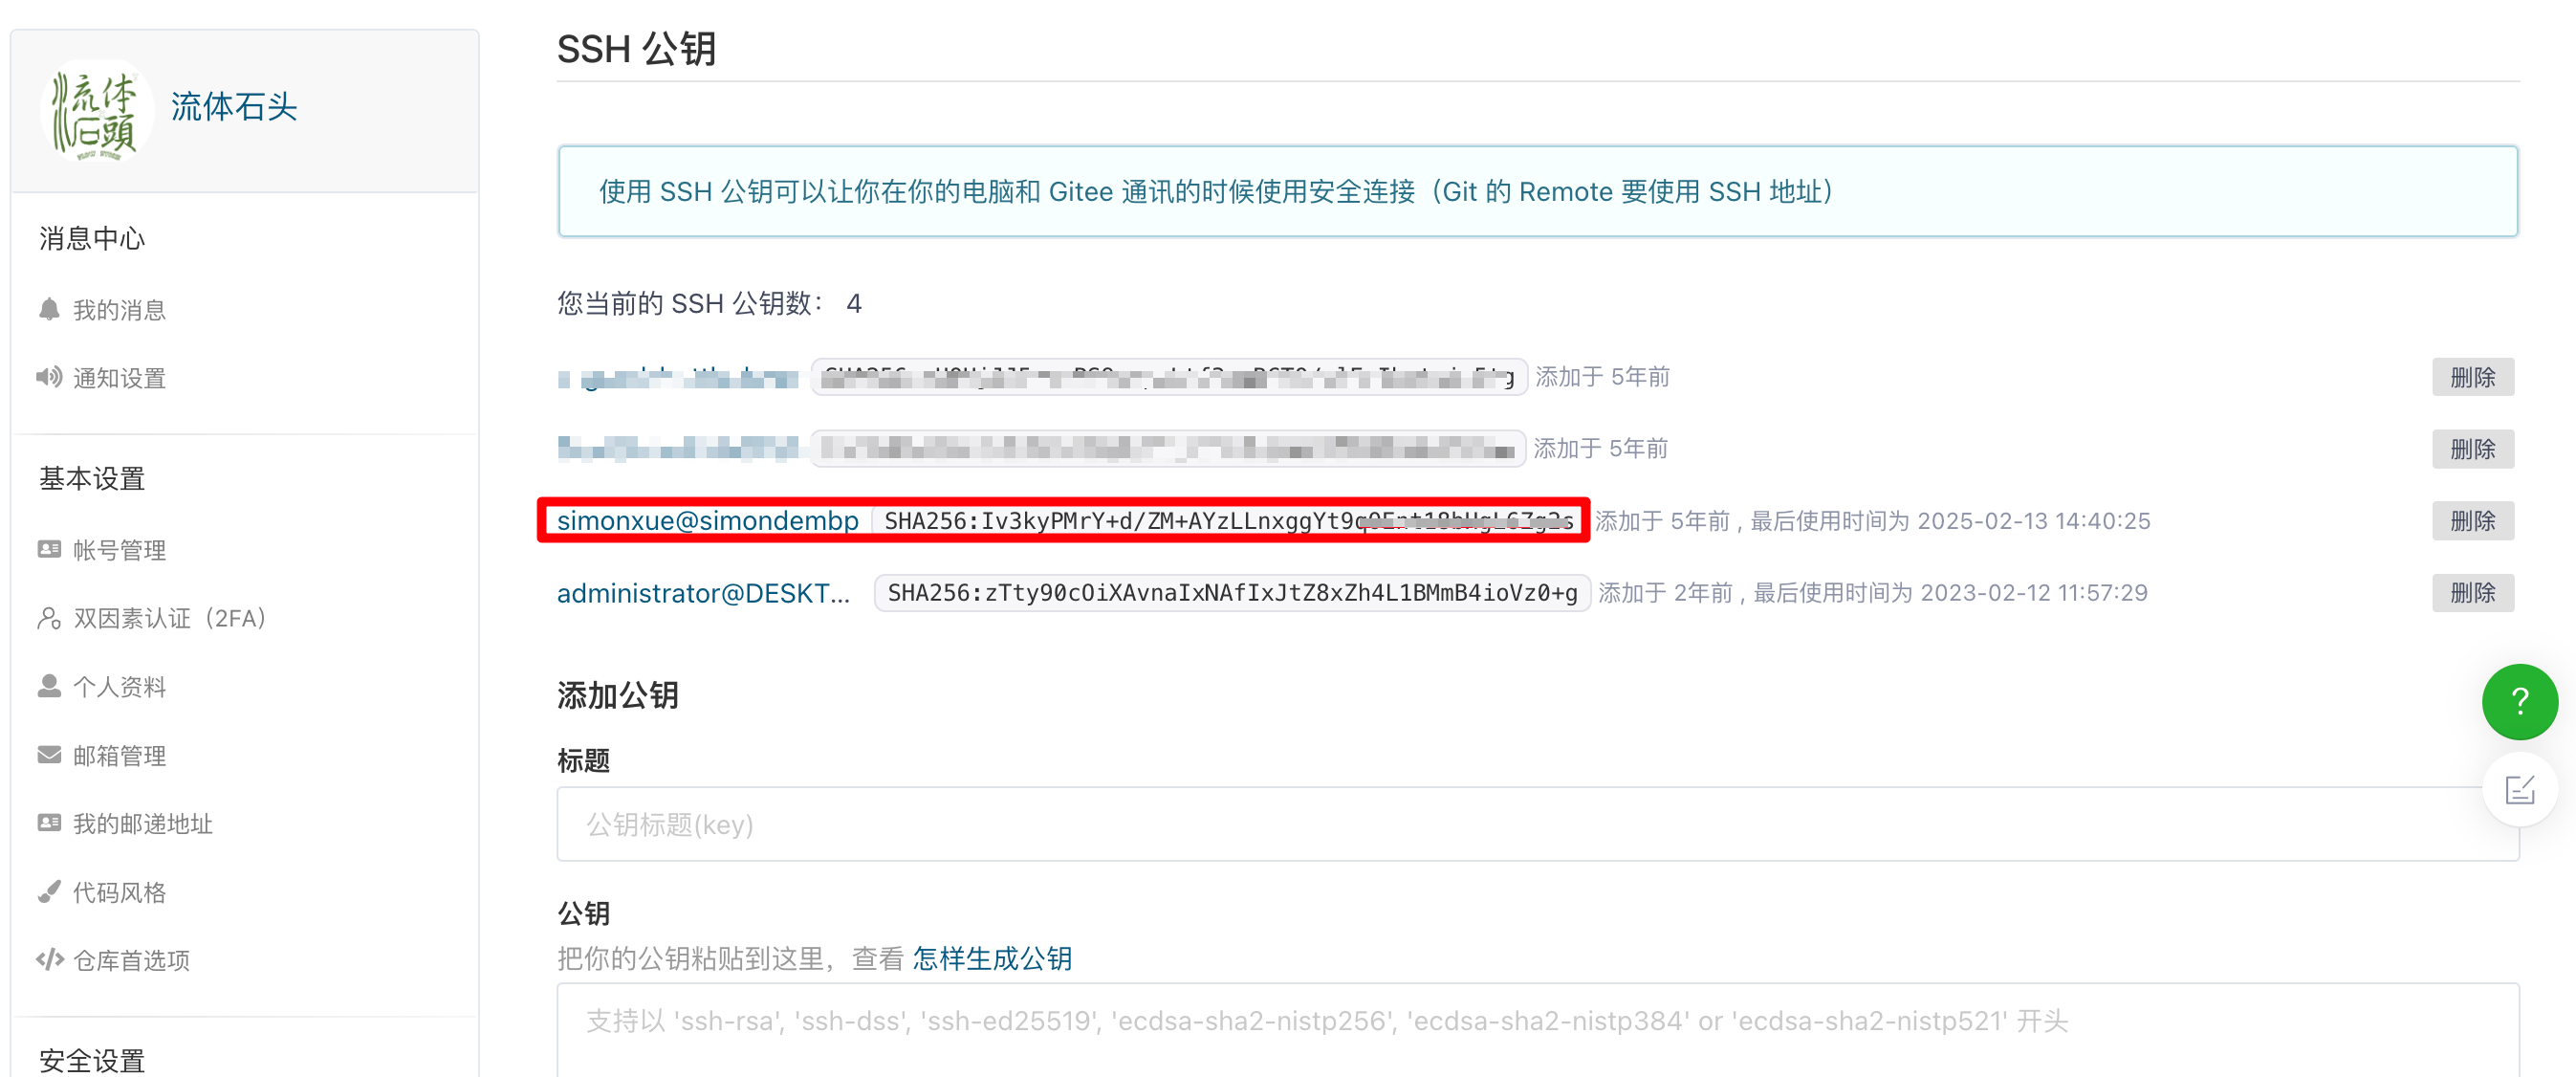 流体石头
流体石頭
消息中心
我的消息
通知设置
基本设置
帐号管理
双因素认证（2FA）
个人资料
邮箱管理
我的邮递地址
代码风格
仓库首选项
安全设置
SSH 公钥
使用 SSH 公钥可以让你在你的电脑和 Gitee 通讯的时候使用安全连接（Git 的 Remote 要使用 SSH 地址）
您当前的 SSH 公钥数： 4
添加于 5年前 删除
添加于 5年前 删除
simonxue@simondembp 添加于 5年前 , 最后使用时间为 2025-02-13 14:40:25 删除
administrator@DESKT... SHA256:zTty90cOiXAvnaIxNAfIxJtZ8xZh4L1BMmB4ioVz0+g 添加于 2年前 , 最后使用时间为 2023-02-12 11:57:29 删除
添加公钥
标题
公钥标题(key)
公钥
把你的公钥粘贴到这里，查看 怎样生成公钥
支持以 'ssh-rsa', 'ssh-dss', 'ssh-ed25519', 'ecdsa-sha2-nistp256', 'ecdsa-sha2-nistp384' or 'ecdsa-sha2-nistp521' 开头
?